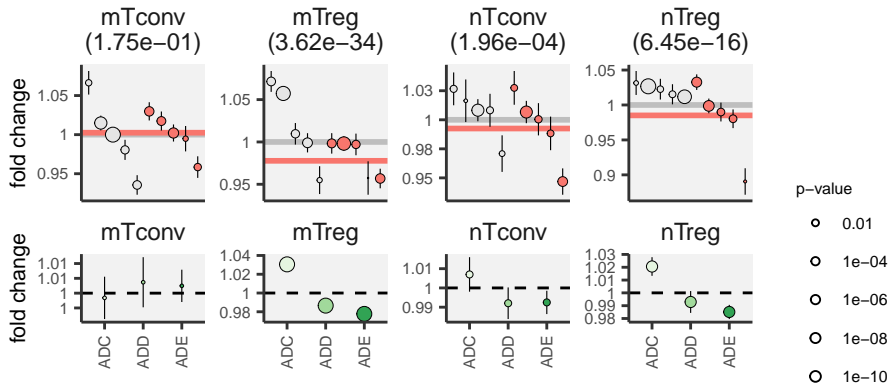 mTconv
(1.75e−01)
mTreg
(3.62e−34)
nTconv
(1.96e−04)
nTreg
(6.45e−16)
fold change
1.05
1
0.95
1.05
1
0.95
1.03
1
0.98
0.95
1.05
1
0.95
0.9
mTconv
mTreg
nTconv
nTreg
fold change
1.01
1.01
1
1
1.04
1.02
1
0.98
1.01
1
0.99
1.03
1.02
1
0.99
0.98
ADC
ADD
ADE
ADC
ADD
ADE
ADC
ADD
ADE
ADC
ADD
ADE
p−value
0.01
1e−04
1e−06
1e−08
1e−10